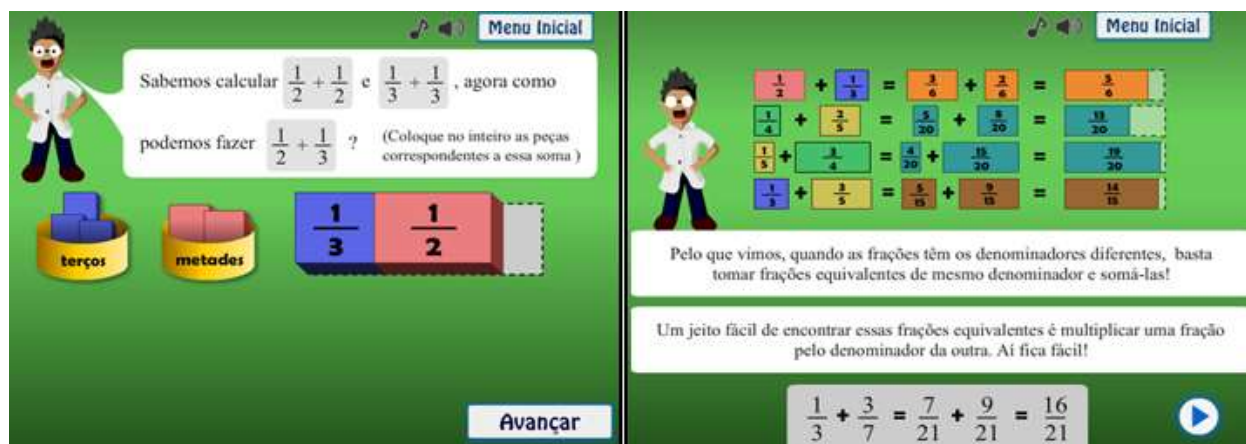 Menu Inicial
Sabemos calcular 1/2 + 1/2 e 1/3 + 1/3 , agora como
podemos fazer 1/2 + 1/3 ? (Coloque no inteiro as peças
correspondentes a essa soma )
terços
metades
1/3 1/2
Avançar
Menu Inicial
1/2 + 1/3 = 3/6 + 2/6 = 5/6
1/4 + 2/5 = 5/20 + 8/20 = 13/20
1/5 + 3/4 = 4/20 + 15/20 = 19/20
1/3 + 3/5 = 5/15 + 9/15 = 14/15
Pelo que vimos, quando as frações têm os denominadores diferentes, basta
tomar frações equivalentes de mesmo denominador e somá-las!
Um jeito fácil de encontrar essas frações equivalentes é multiplicar uma fração
pelo denominador da outra. Aí fica fácil!
1/3 + 3/7 = 7/21 + 9/21 = 16/21